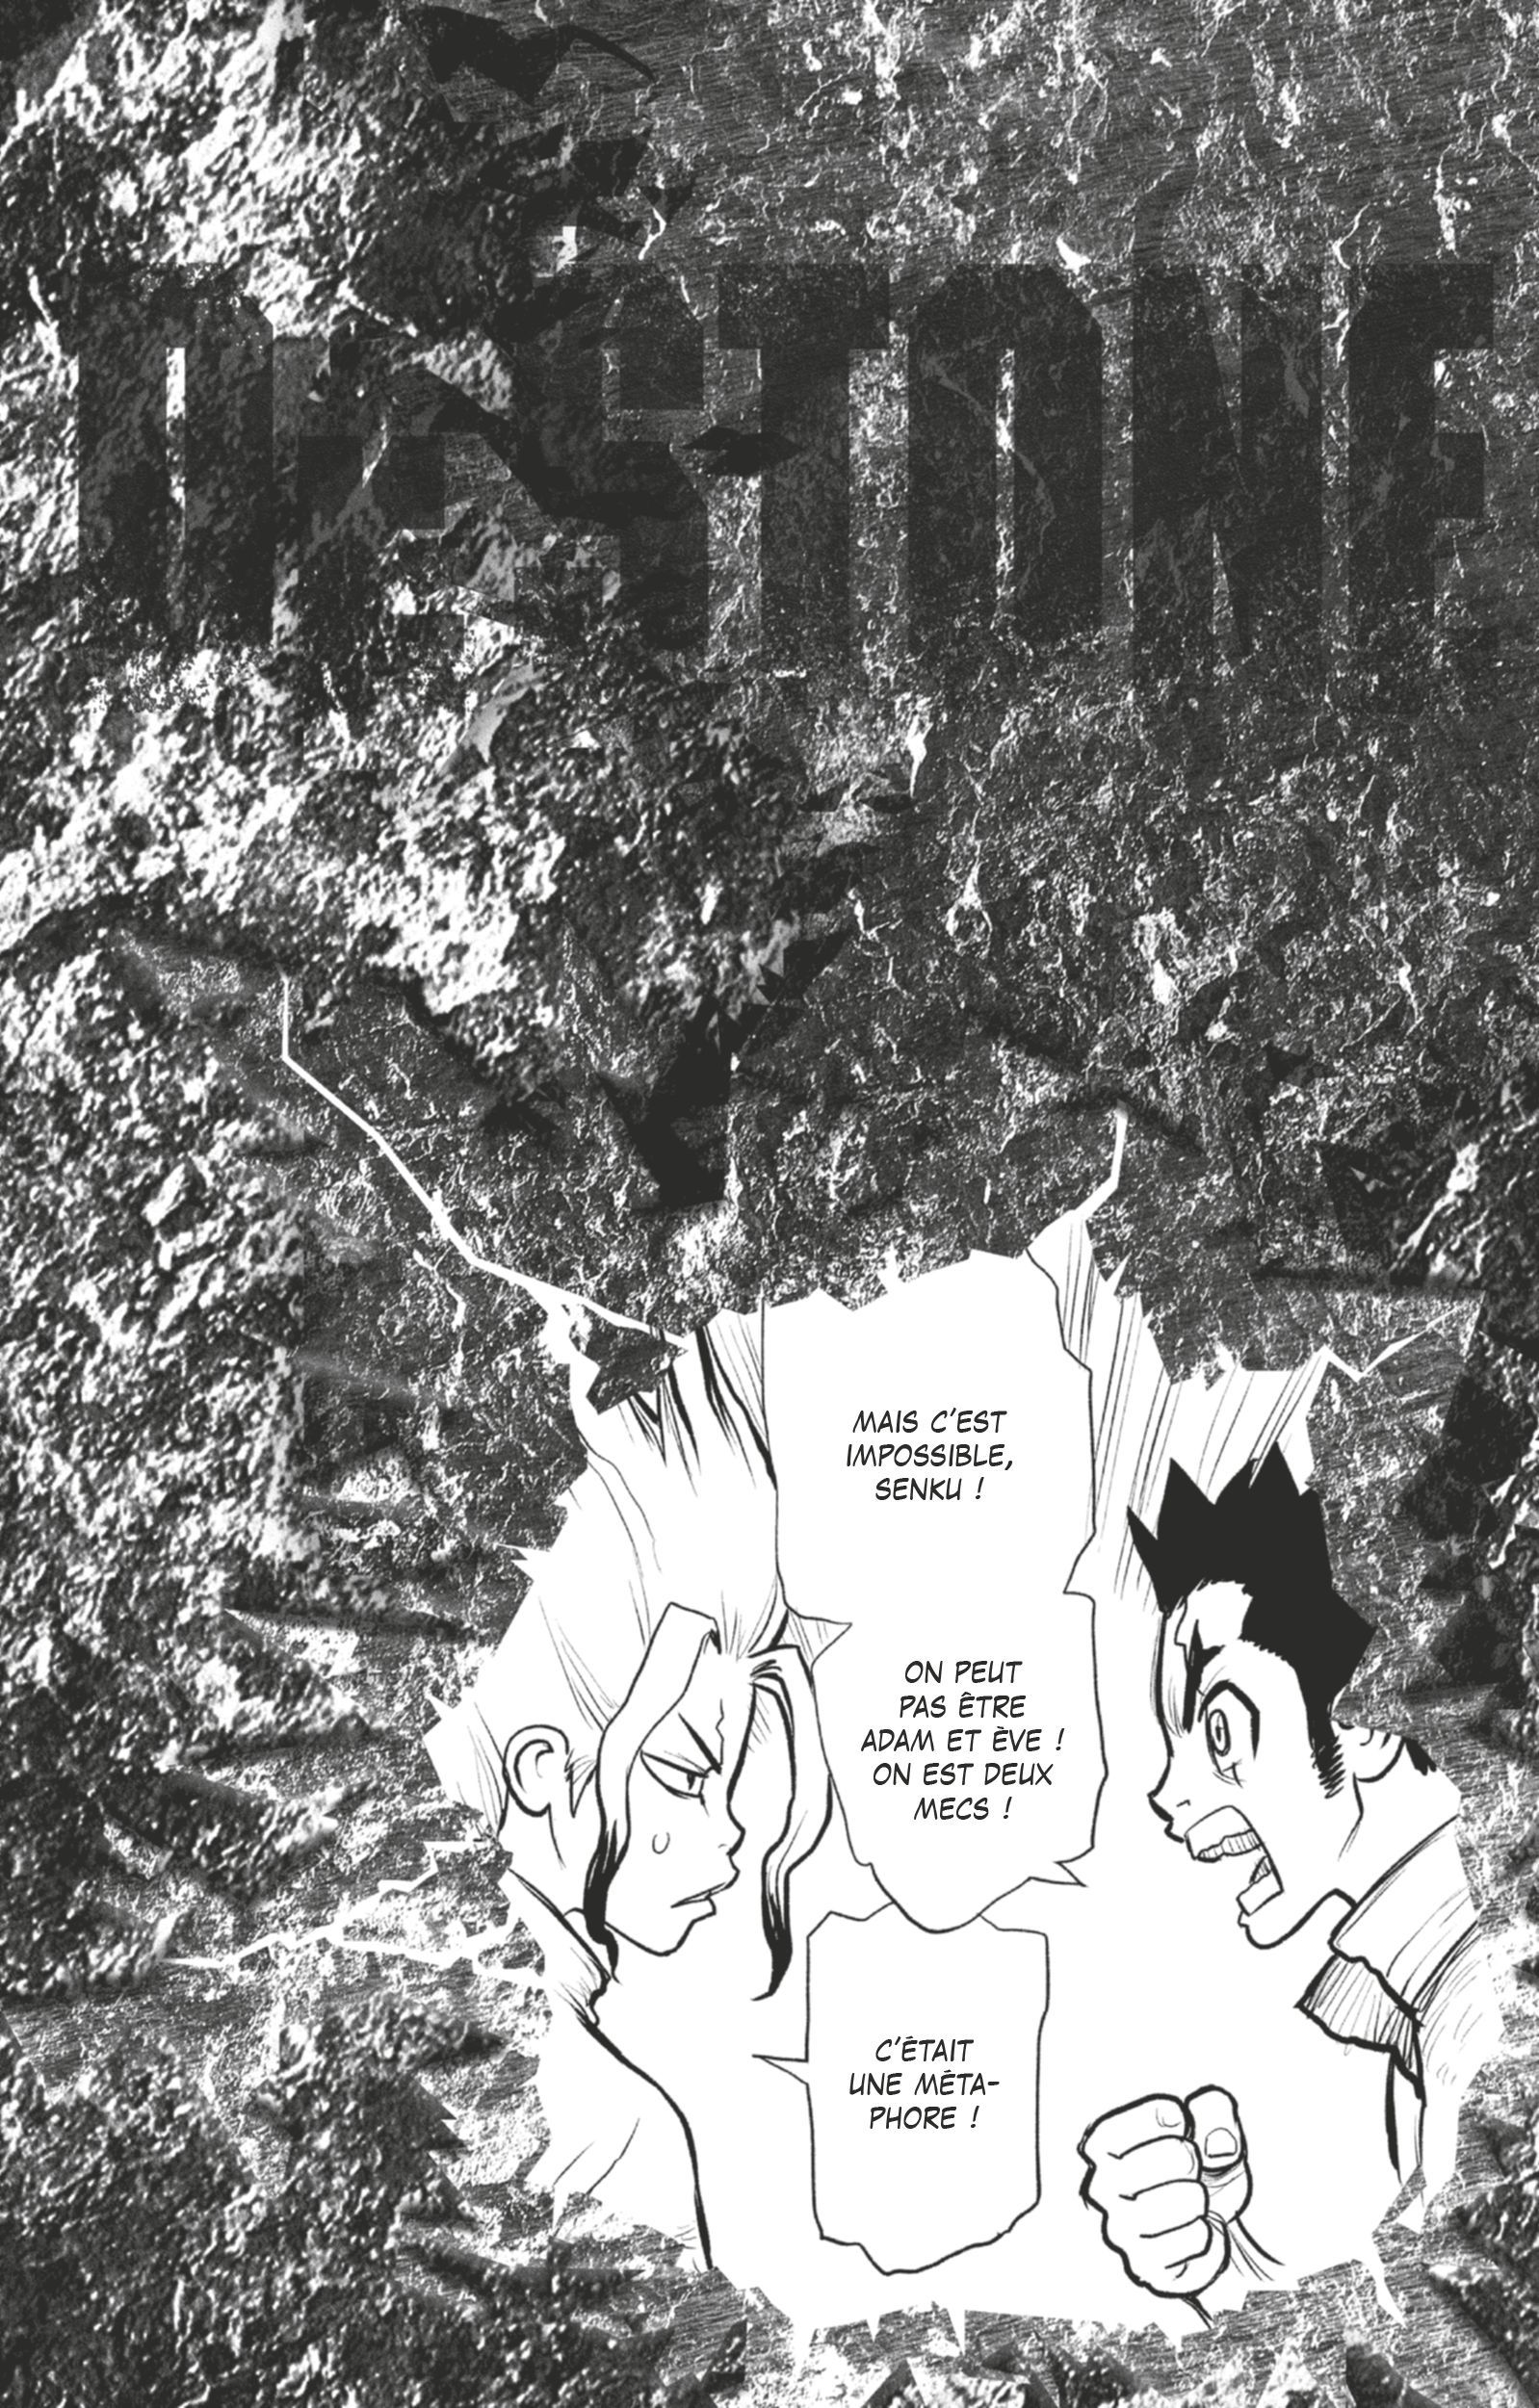 Dr.STONE
MAIS C'EST
IMPOSSIBLE,
SENKU !
ON PEUT
PAS ÊTRE
ADAM ET ÈVE !
ON EST DEUX
MECS !
C'ÉTAIT
UNE MÉTA-
PHORE !